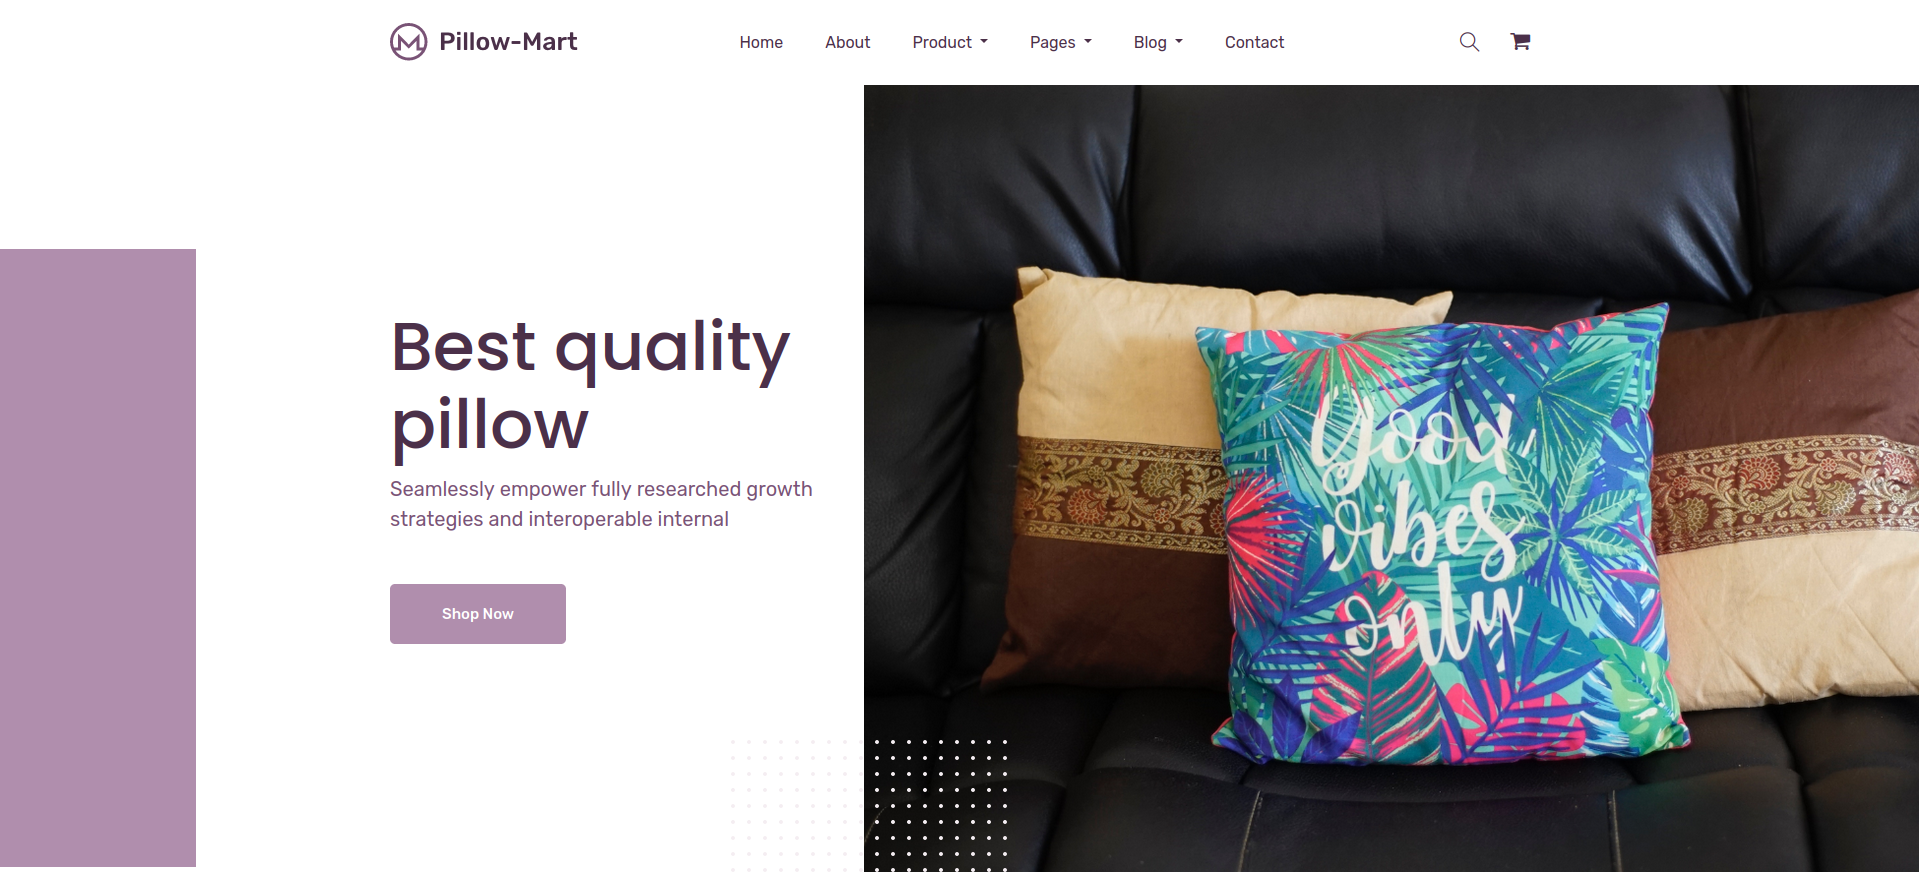 Pillow-Mart
Home About Product Pages Blog Contact
Best quality
pillow
Seamlessly empower fully researched growth
strategies and interoperable internal
Shop Now
Good
vibes
only